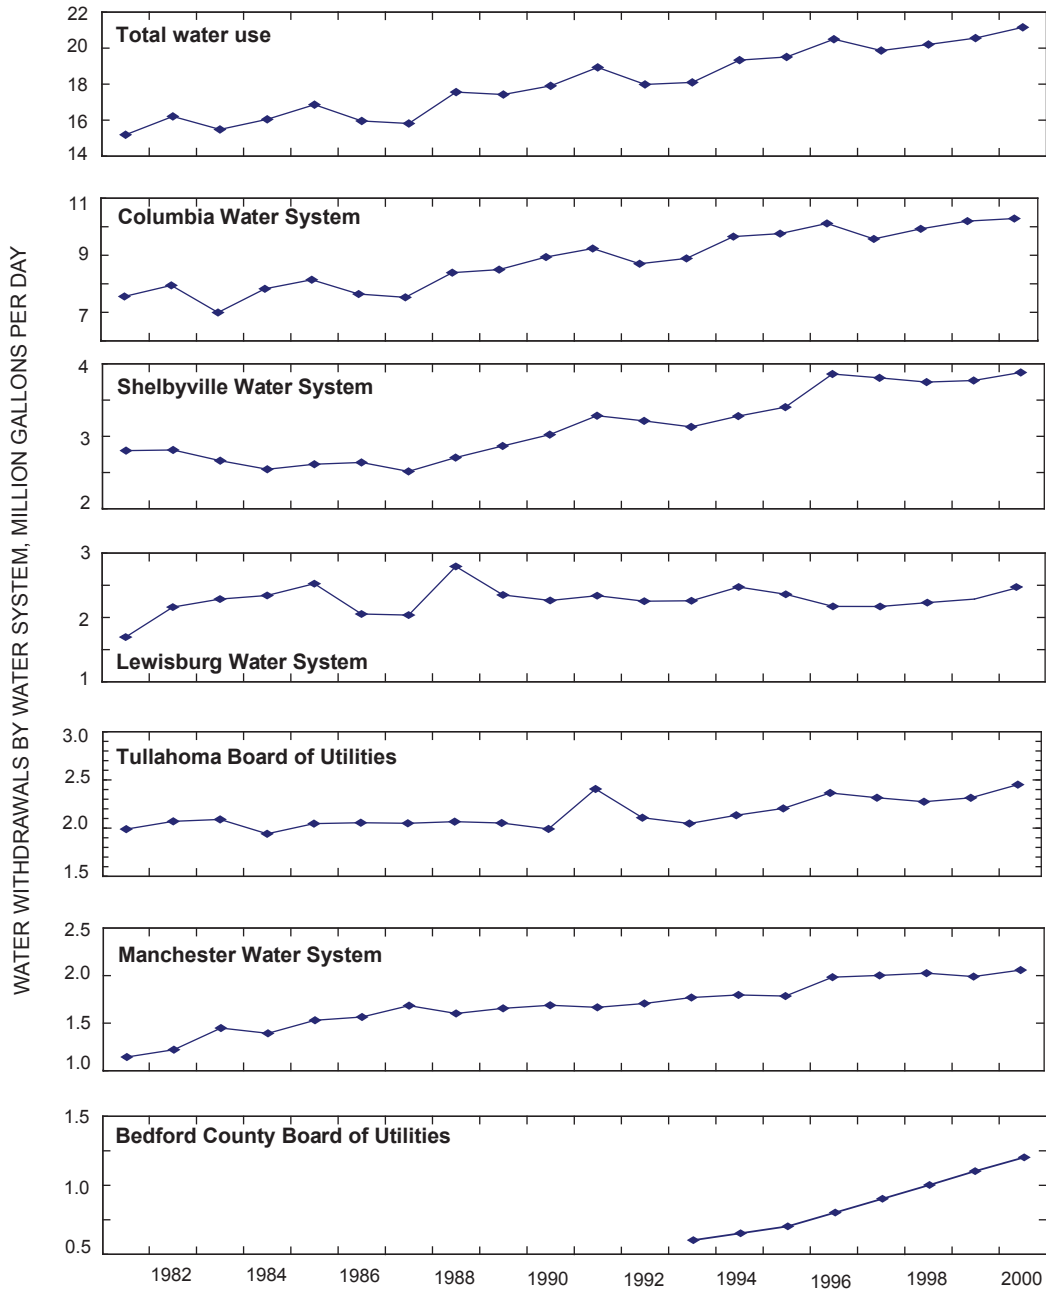 WATER WITHDRAWALS BY WATER SYSTEM, MILLION GALLONS PER DAY
Total water use
22
20
18
16
14
Columbia Water System
11
9
7
Shelbyville Water System
4
3
2
Lewisburg Water System
3
2
1
Tullahoma Board of Utilities
3.0
2.5
2.0
1.5
Manchester Water System
2.5
2.0
1.5
1.0
Bedford County Board of Utilities
1.5
1.0
0.5
1982 1984 1986 1988 1990 1992 1994 1996 1998 2000